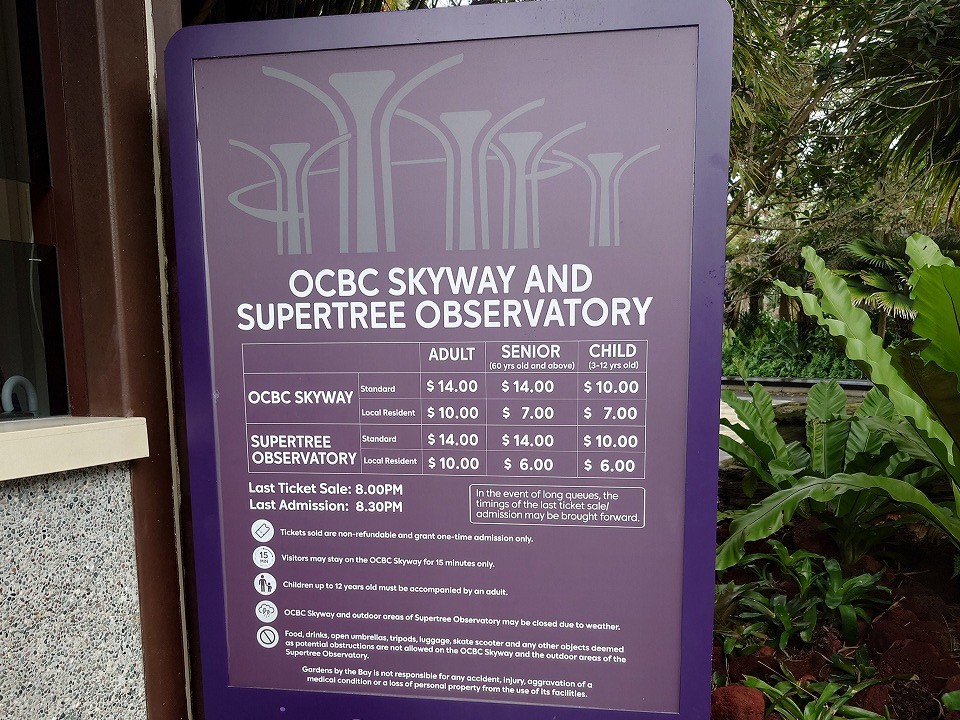 OCBC SKYWAY AND
SUPERTREE OBSERVATORY
ADULT SENIOR CHILD
(60 yrs old and above) (3-12 yrs old)
OCBC SKYWAY Standard $ 14.00 $ 14.00 $ 10.00
Local Resident $ 10.00 $ 7.00 $ 7.00
SUPERTREE OBSERVATORY Standard $ 14.00 $ 14.00 $ 10.00
Local Resident $ 10.00 $ 6.00 $ 6.00
Last Ticket Sale: 8.00PM
Last Admission: 8.30PM
In the event of long queues, the
timings of the last ticket sale/
admission may be brought forward.
Tickets sold are non-refundable and grant one-time admission only.
15 MIN
Visitors may stay on the OCBC Skyway for 15 minutes only.
Children up to 12 years old must be accompanied by an adult.
OCBC Skyway and outdoor areas of Supertree Observatory may be closed due to weather.
Food, drinks, open umbrellas, tripods, luggage, skate scooter and any other objects deemed
as potential obstructions are not allowed on the OCBC Skyway and the outdoor areas of the
Supertree Observatory.
Gardens by the Bay is not responsible for any accident, injury, aggravation of a
medical condition or a loss of personal property from the use of its facilities.